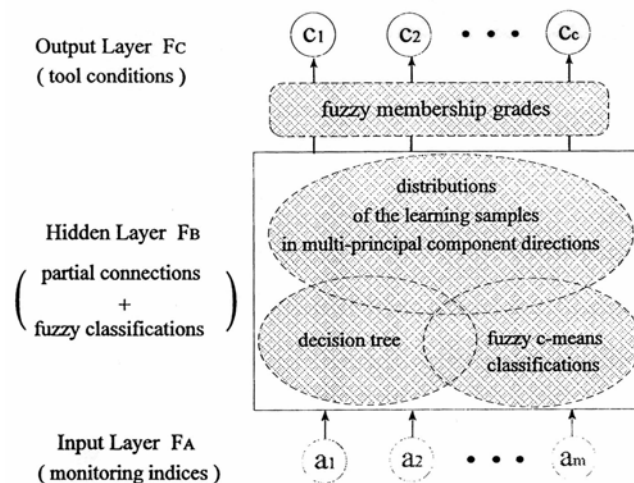 Output Layer FC
( tool conditions )
c1 c2 • • • cc
fuzzy membership grades
distributions
of the learning samples
in multi-principal component directions
Hidden Layer FB
( partial connections
+
fuzzy classifications )
decision tree
fuzzy c-means
classifications
Input Layer FA
( monitoring indices )
a1 a2 • • • am